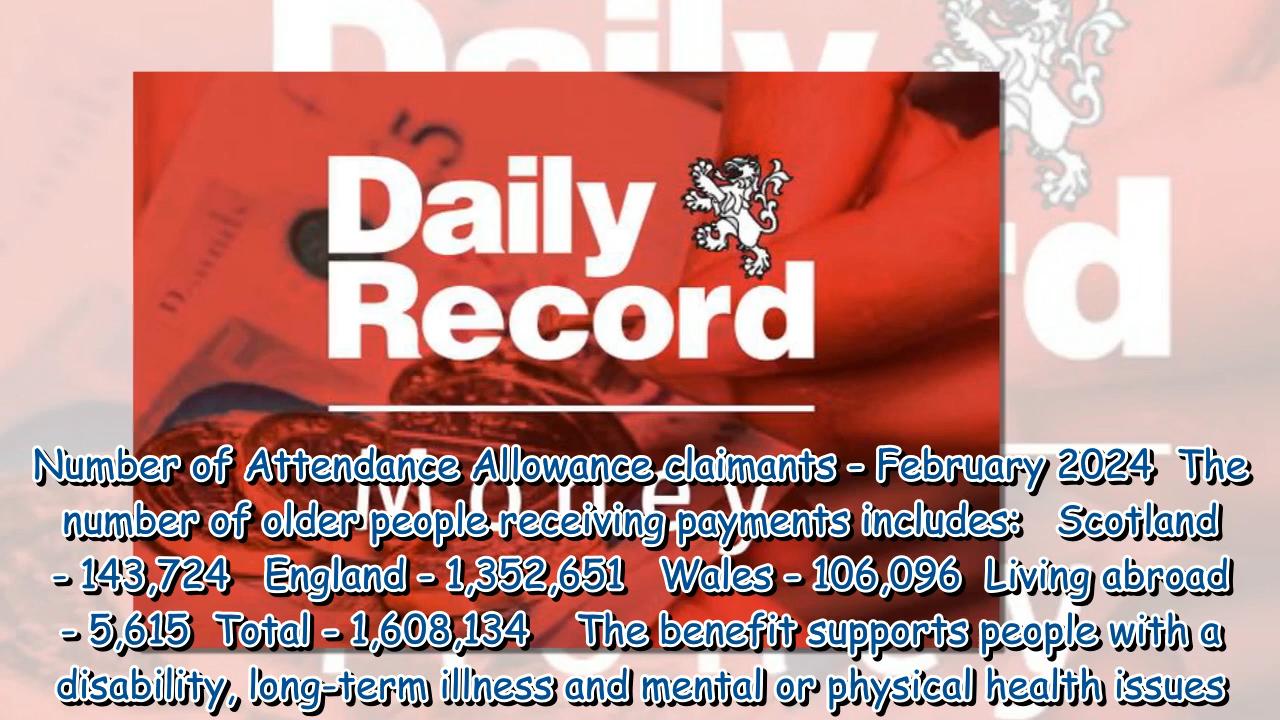 Daily
Record
Money
Number of Attendance Allowance claimants - February 2024 The
number of older people receiving payments includes: Scotland
- 143,724 England - 1,352,651 Wales - 106,096 Living abroad
- 5,615 Total - 1,608,134 The benefit supports people with a
disability, long-term illness and mental or physical health issues